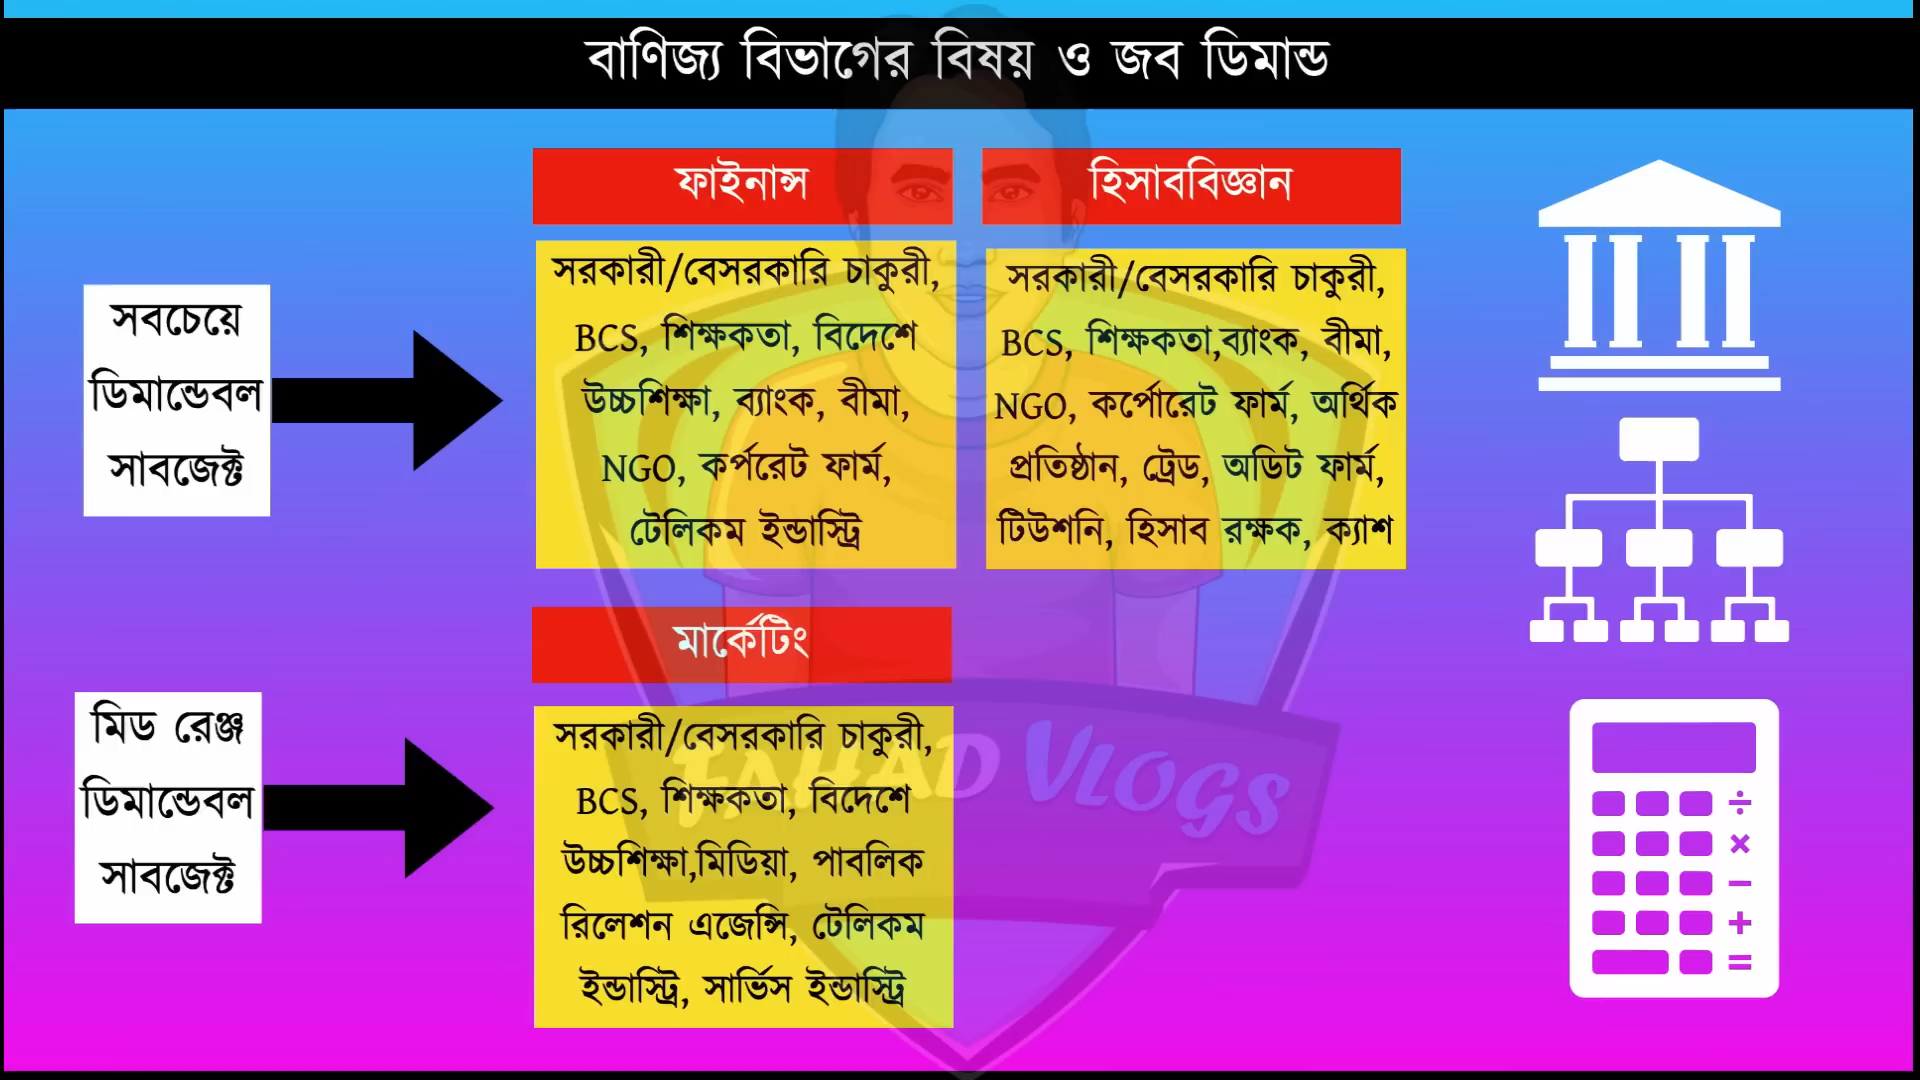 বাণিজ্য বিভাগের বিষয় ও জব ডিমান্ড
সবচেয়ে
ডিমান্ডেবল
সাবজেক্ট
ফাইনান্স
সরকারী/বেসরকারি চাকুরী,
BCS, শিক্ষকতা, বিদেশে
উচ্চশিক্ষা, ব্যাংক, বীমা,
NGO, কর্পরেট ফার্ম,
টেলিকম ইন্ডাস্ট্রি
হিসাববিজ্ঞান
সরকারী/বেসরকারি চাকুরী,
BCS, শিক্ষকতা,ব্যাংক, বীমা,
NGO, কর্পোরেট ফার্ম, অর্থিক
প্রতিষ্ঠান, ট্রেড, অডিট ফার্ম,
টিউশনি, হিসাব রক্ষক, ক্যাশ
মিড রেঞ্জ
ডিমান্ডেবল
সাবজেক্ট
মার্কেটিং
সরকারী/বেসরকারি চাকুরী,
BCS, শিক্ষকতা, বিদেশে
উচ্চশিক্ষা,মিডিয়া, পাবলিক
রিলেশন এজেন্সি, টেলিকম
ইন্ডাস্ট্রি, সার্ভিস ইন্ডাস্ট্রি
FAHAD VLOGS